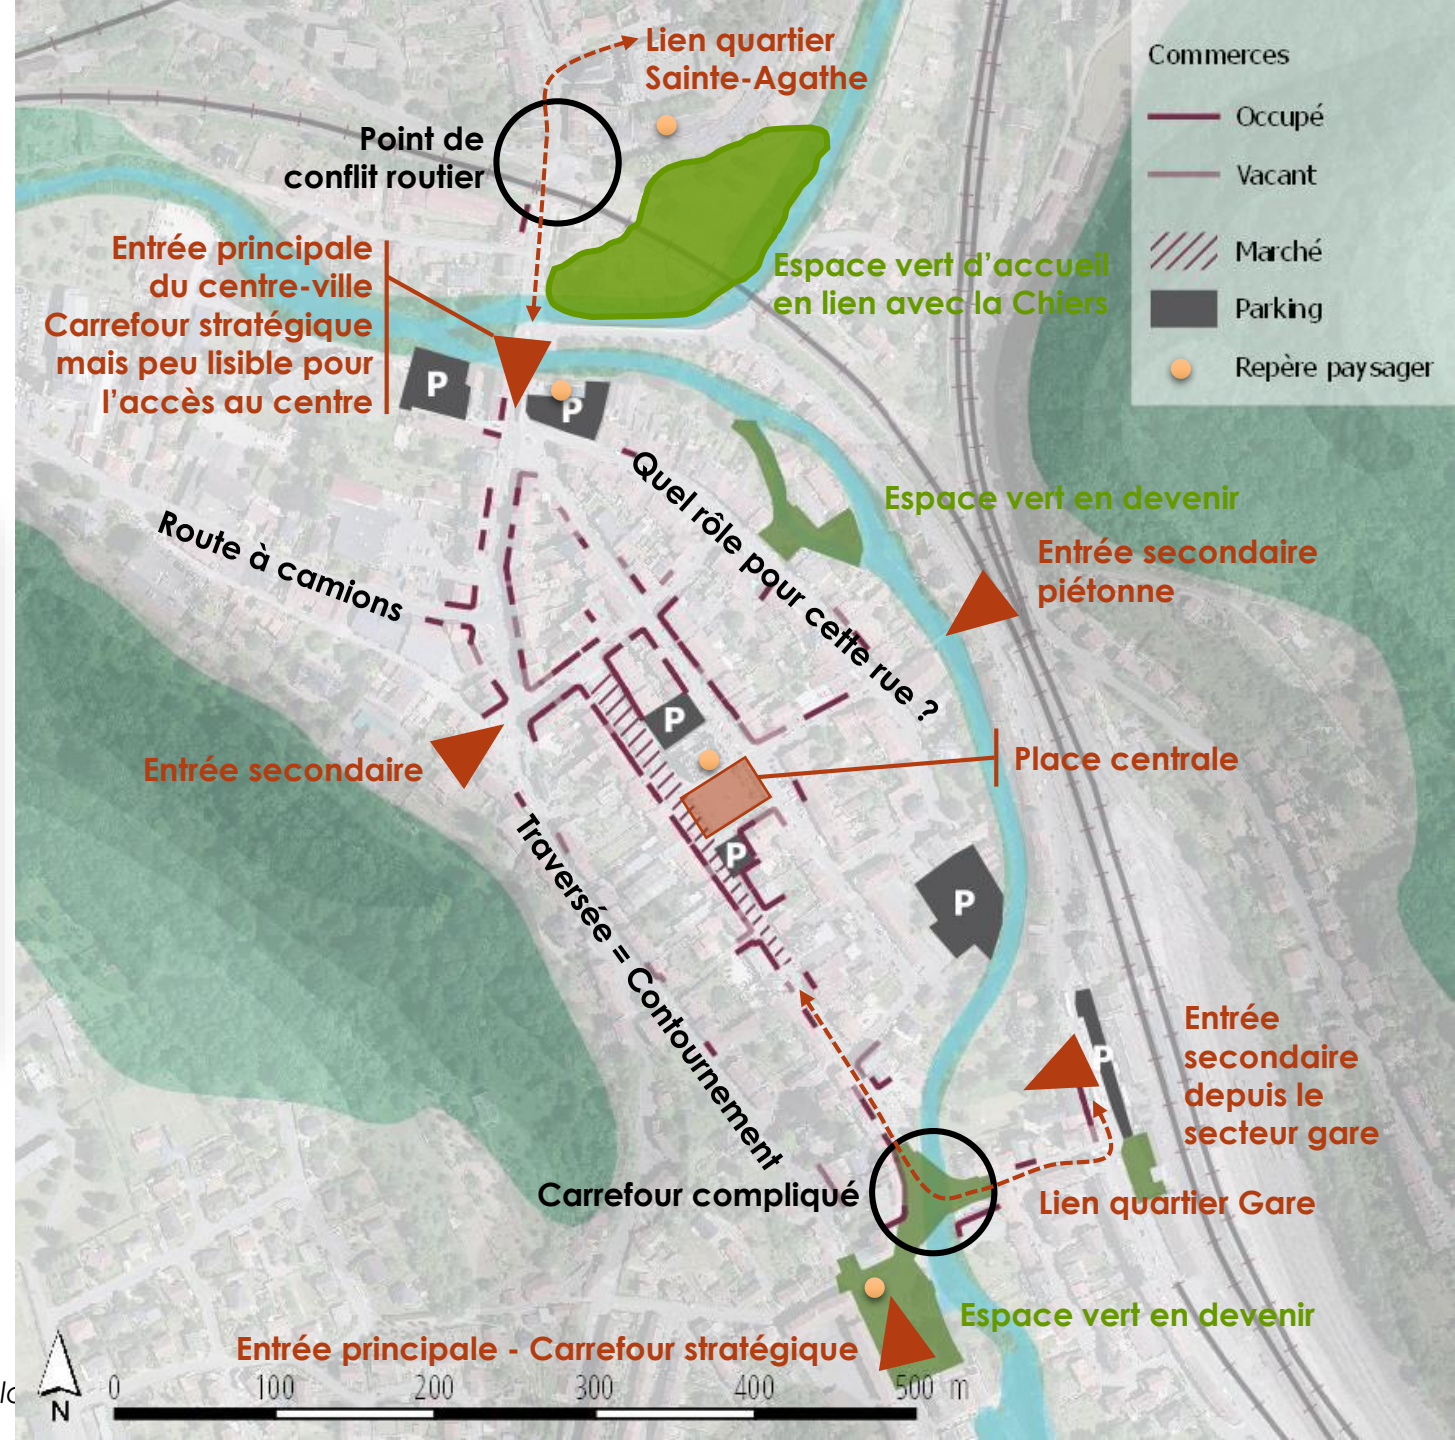 Lien quartier
Sainte-Agathe
Commerces
Occupé
Vacant
Marché
Parking
Repère paysager
Point de
conflit routier
Entrée principale
du centre-ville
Carrefour stratégique
mais peu lisible pour
l'accès au centre
Espace vert d'accueil
en lien avec la Chiers
P
P
Quel rôle pour cette rue ?
Espace vert en devenir
Route à camions
Entrée secondaire
piétonne
P
Entrée secondaire
Place centrale
Traversée = Contournement
P
P
Entrée
secondaire
depuis le
secteur gare
P
Carrefour compliqué
Lien quartier Gare
Espace vert en devenir
Entrée principale - Carrefour stratégique
0 100 200 300 400 500 m
N